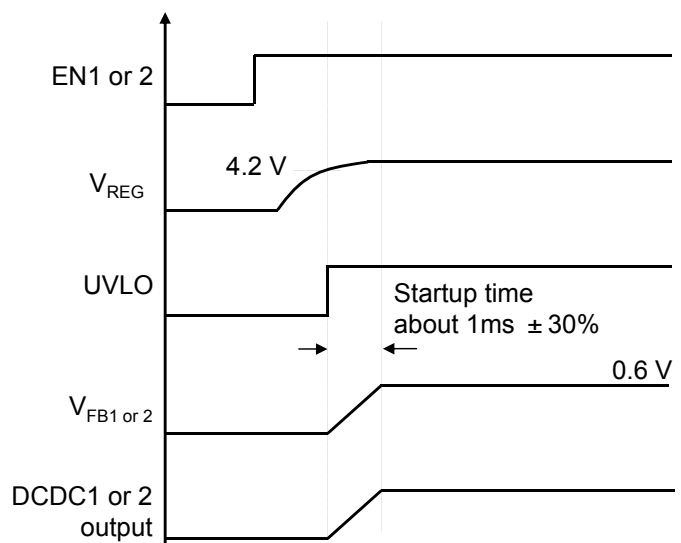 EN1 or 2
4.2 V
VREG
UVLO
Startup time
about 1ms ± 30%
0.6 V
VFB1 or 2
DCDC1 or 2
output